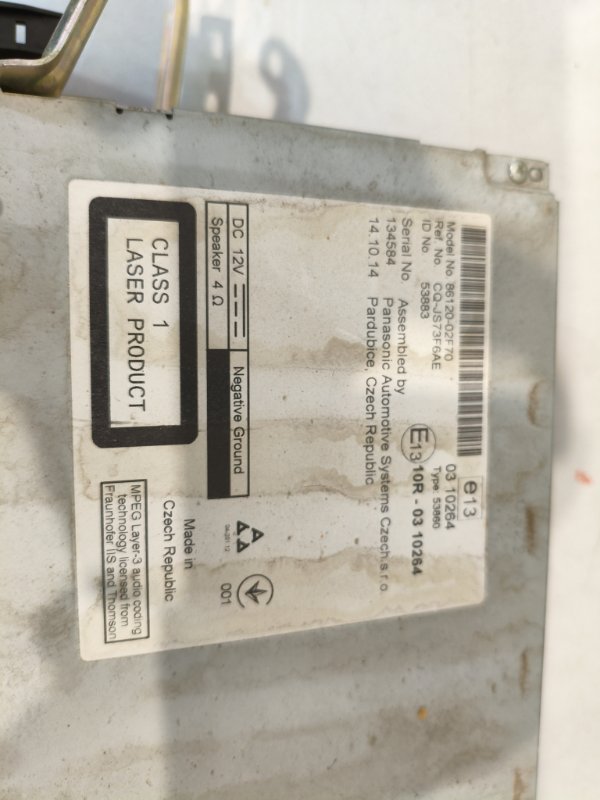 Model No. 86120-02F70
Ref. No. CQ-JS73F6AE
ID No 53883
e13
03 10264
Type 53860
E13 10R - 03 10264
Serial No. Assembled by
134584 Panasonic Automotive Systems Czech, s.r.o.
14.10.14 Pardubice, Czech Republic
DC 12V
Negative Ground
Speaker 4 Ω
CLASS 1
LASER PRODUCT
001
Made in
Czech Republic
MPEG Layer-3 audio coding
technology licensed from
Fraunhofer IIS and Thomson